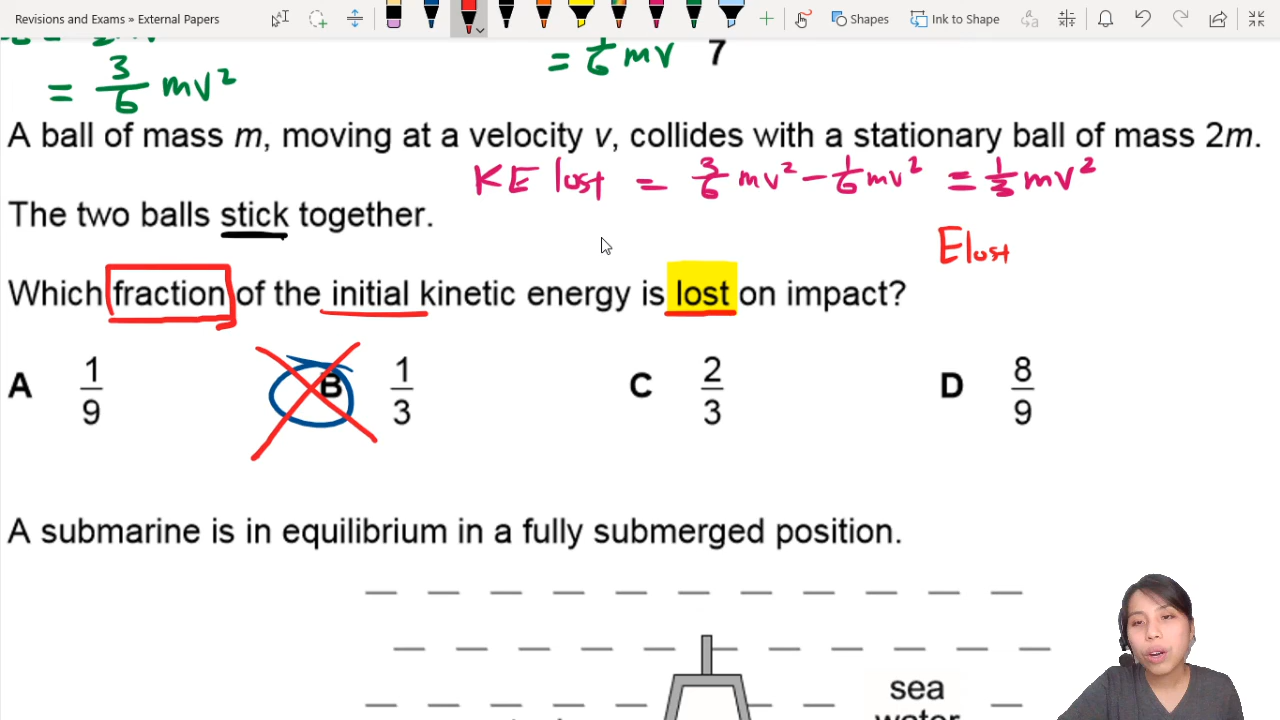 Revisions and Exams » External Papers
Shapes
Ink to Shape
= 3/6 mv²
= 1/6 mv
7
A ball of mass m, moving at a velocity v, collides with a stationary ball of mass 2m.
KE lost = 3/6 mv² - 1/6 mv² = 1/3 mv²
The two balls stick together.
Elost
Which fraction of the initial kinetic energy is lost on impact?
A 1/9 B 1/3 C 2/3 D 8/9
A submarine is in equilibrium in a fully submerged position.
sea
water